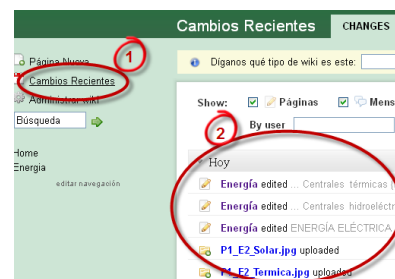 Cambios Recientes CHANGES
Página Nueva
Cambios Recientes
Administrar wiki
Búsqueda
Home
Energia
editar navegación
1
Díganos qué tipo de wiki es este:
Show: Páginas Mens
By user
2
Hoy
Energía edited ... Centrales térmicas
Energía edited ... Centrales hidroeléctr
Energía edited ENERGÍA ELÉCTRICA
P1_E2_Solar.jpg uploaded
P1_E2_Termica.jpg uploaded